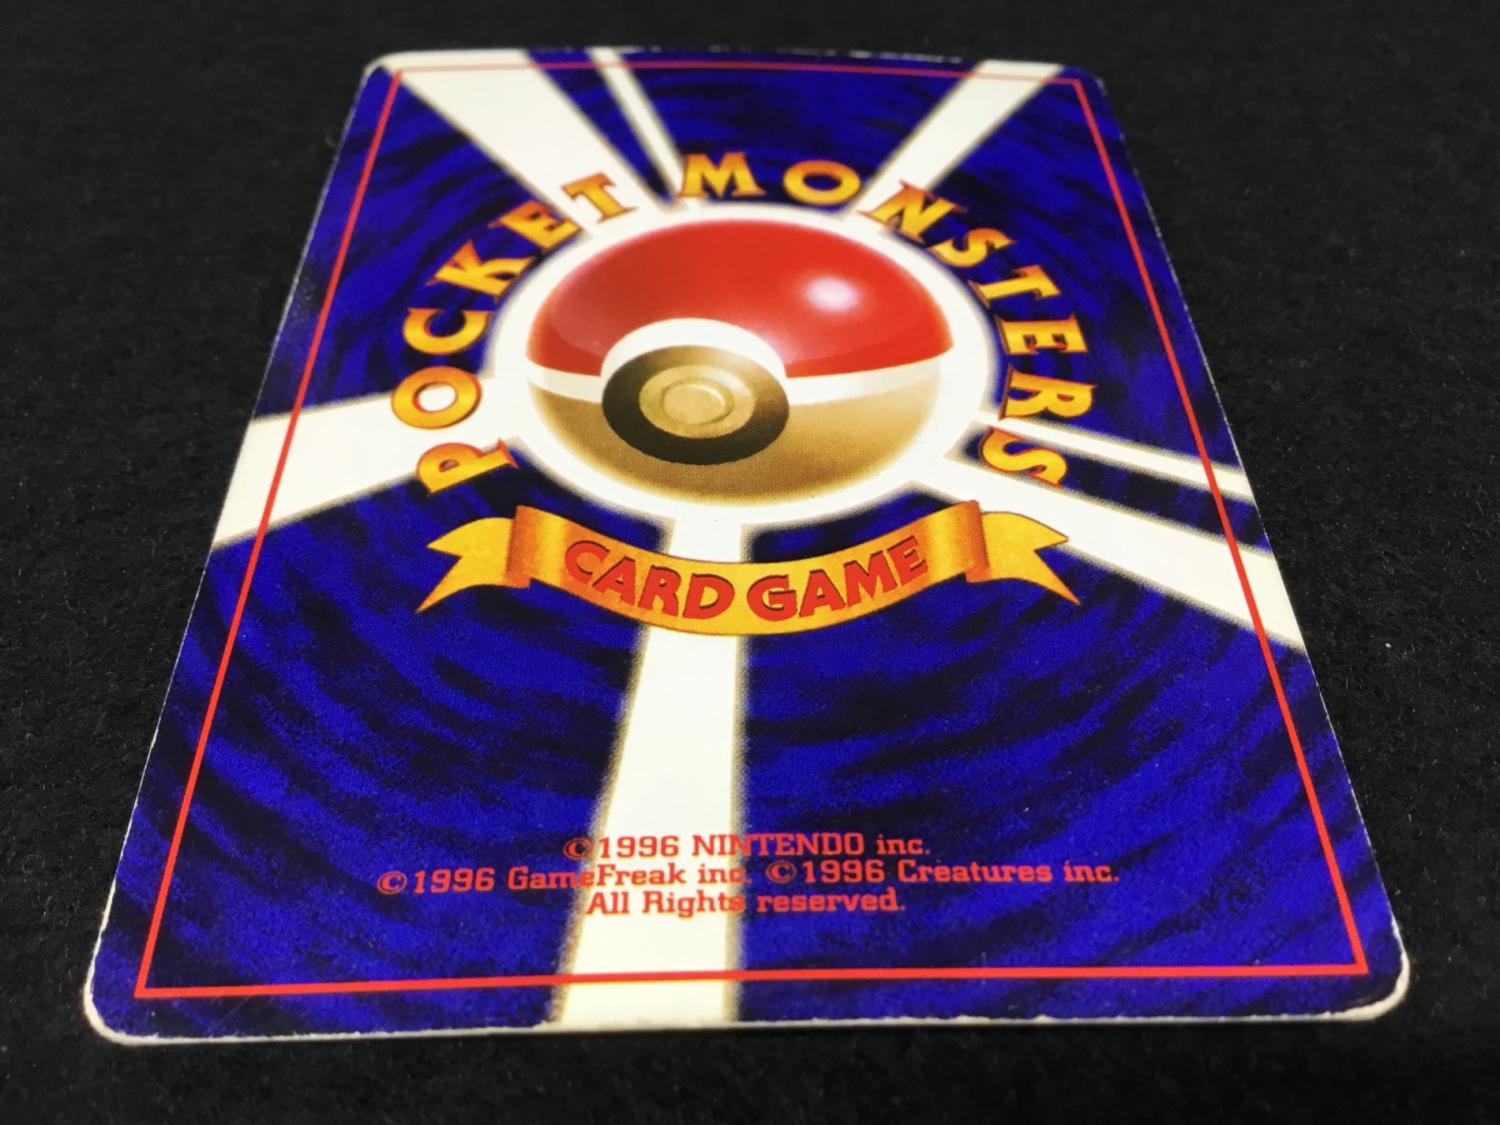 POCKET MONSTERS
CARD GAME
©1996 NINTENDO inc.
©1996 GameFreak inc. ©1996 Creatures inc.
All Rights reserved.